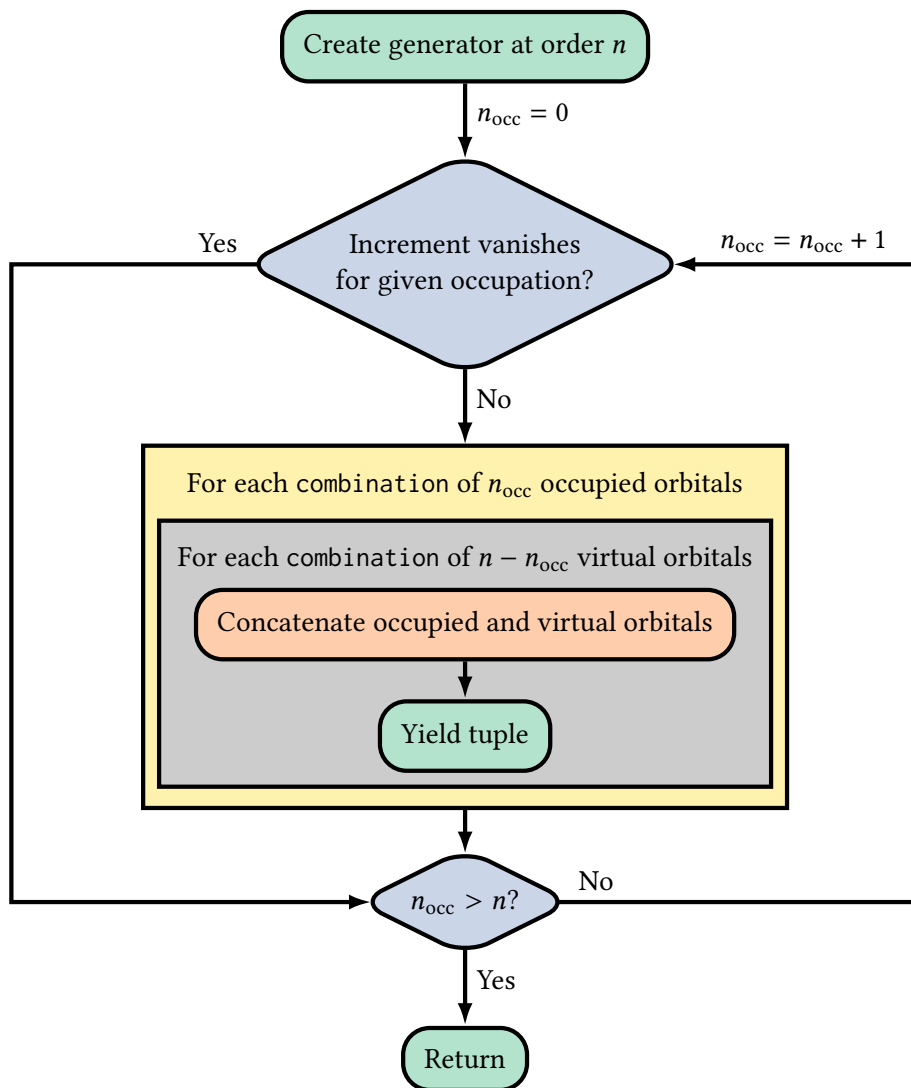 Create generator at order n
n_occ = 0
Yes
Increment vanishes
for given occupation?
n_occ = n_occ + 1
No
For each combination of n_occ occupied orbitals
For each combination of n − n_occ virtual orbitals
Concatenate occupied and virtual orbitals
Yield tuple
n_occ > n?
No
Yes
Return